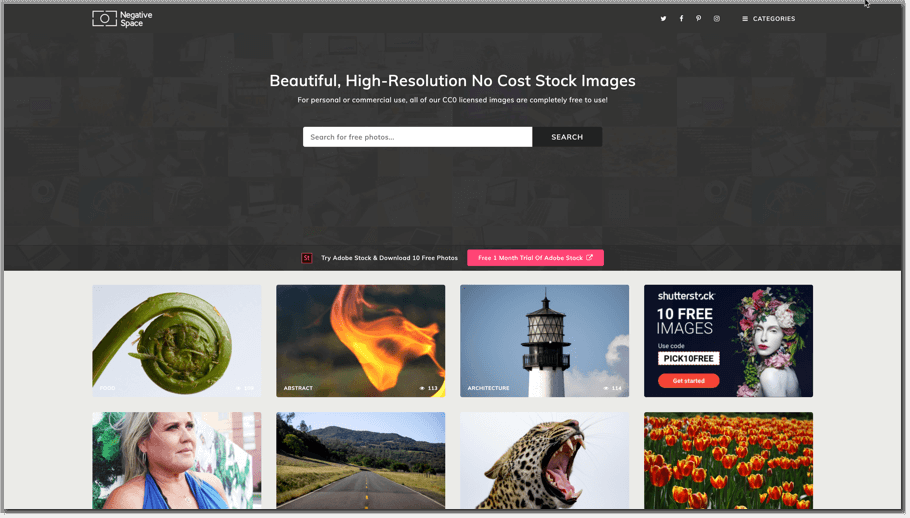 Negative
Space
CATEGORIES
Beautiful, High-Resolution No Cost Stock Images
For personal or commercial use, all of our CC0 licensed images are completely free to use!
Search for free photos...
SEARCH
St
Try Adobe Stock & Download 10 Free Photos
Free 1 Month Trial Of Adobe Stock
FOOD
ABSTRACT
113
ARCHITECTURE
114
shutterstock
10 FREE
IMAGES
Use code
PICK10FREE
Get started